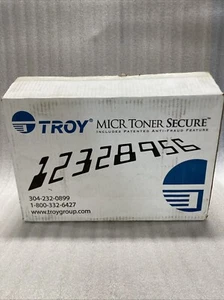 TROY® MICR TONER SECURE™
INCLUDES PATENTED ANTI-FRAUD FEATURE
12328956
304-232-0899
1-800-332-6427
www.troygroup.com